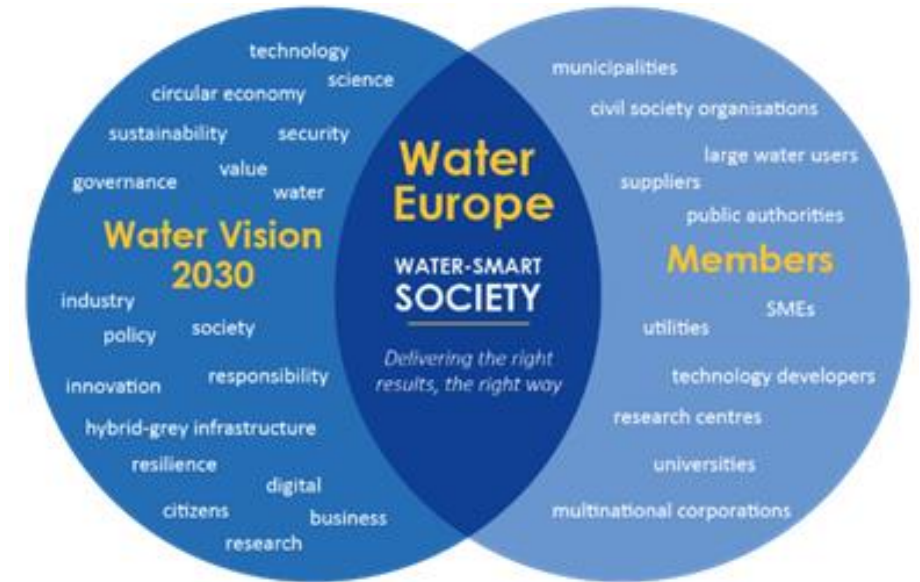 technology
science
circular economy
sustainability
security
value
governance
water
Water Vision
2030
industry
society
policy
responsibility
innovation
hybrid-grey infrastructure
resilience
digital
citizens
business
research
Water
Europe
WATER-SMART
SOCIETY
Delivering the right
results, the right way
municipalities
civil society organisations
large water users
suppliers
public authorities
Members
SMEs
utilities
technology developers
research centres
universities
multinational corporations